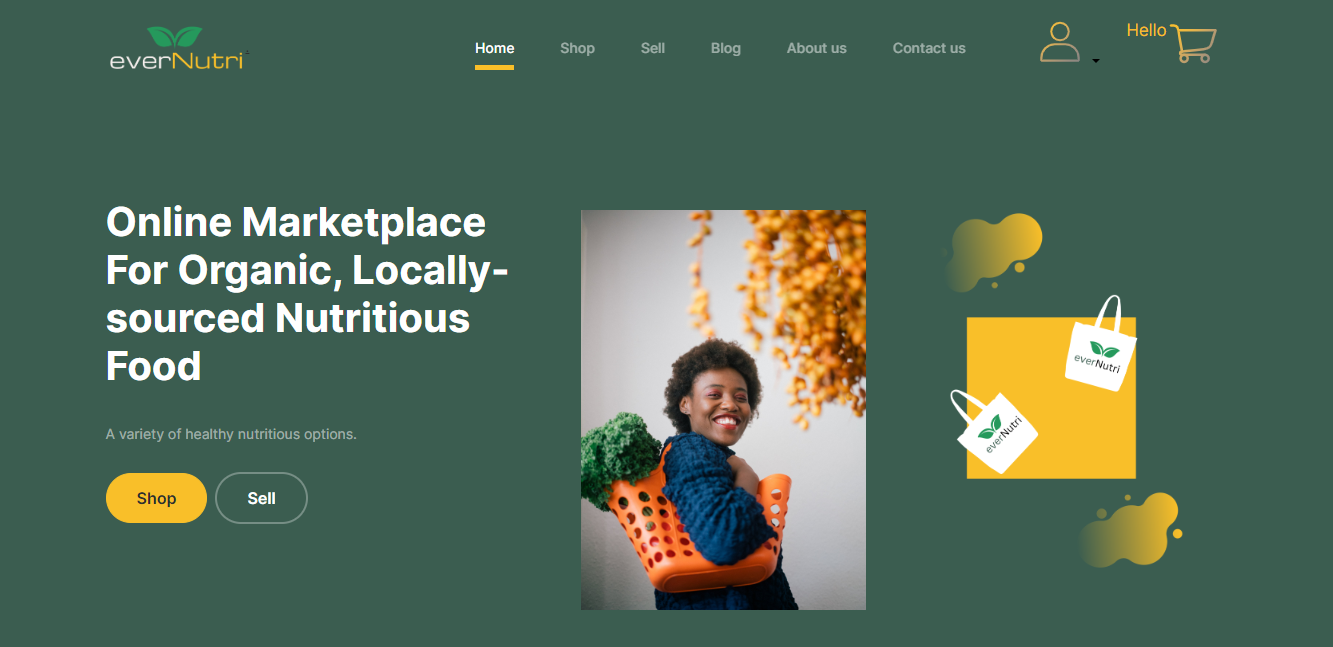 everNutri
Home
Shop
Sell
Blog
About us
Contact us
Hello
Online Marketplace
For Organic, Locally-
sourced Nutritious
Food
A variety of healthy nutritious options.
Shop
Sell
everNutri
everNutri